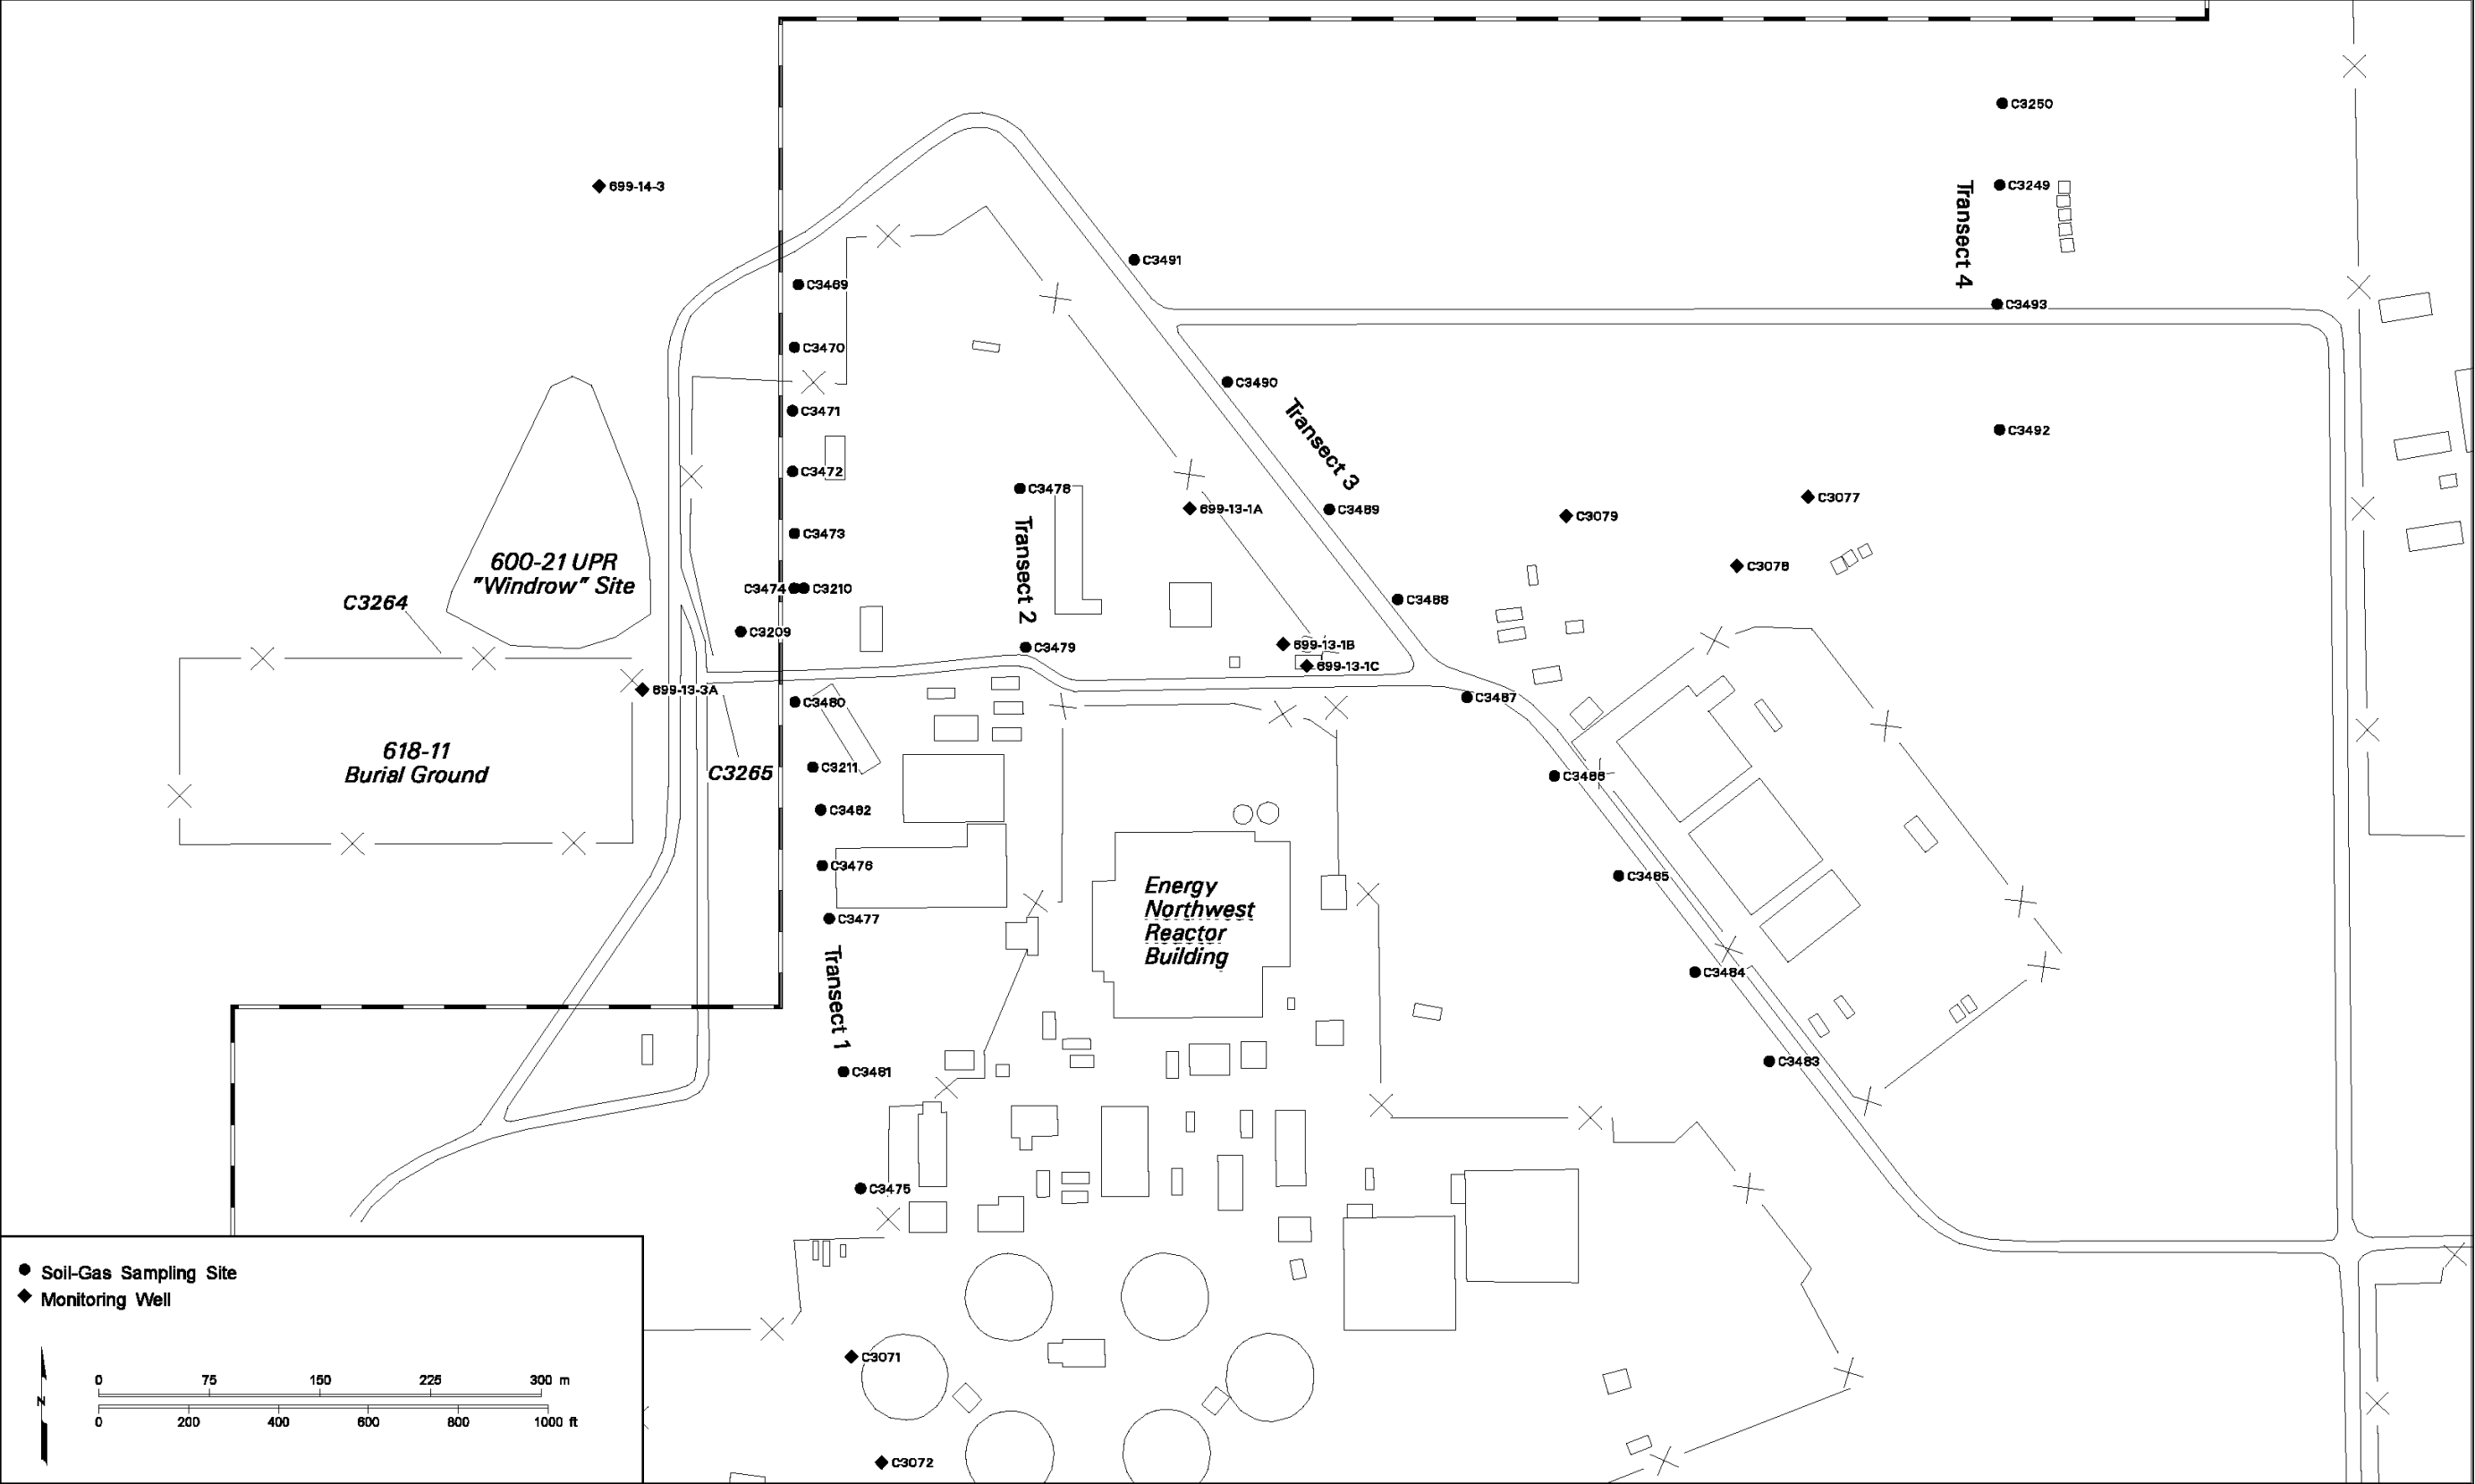 C3250
699-14-3
C3249
Transect 4
C3491
C3469
C3493
C3470
C3490
C3471
Transect 3
C3492
C3472
C3478
C3077
699-13-1A
C3489
C3079
C3473
Transect 2
600-21 UPR
"Windrow" Site
C3078
C3474
C3210
C3264
C3488
C3209
C3479
699-13-1B
699-13-1C
699-13-3A
C3480
C3487
618-11
Burial Ground
C3265
C3211
C3486
C3482
C3476
C3485
Energy
Northwest
Reactor
Building
C3477
Transect 1
C3484
C3481
C3483
C3475
Soil-Gas Sampling Site
Monitoring Well
C3071
0 75 150 225 300 m
N
0 200 400 600 800 1000 ft
C3072